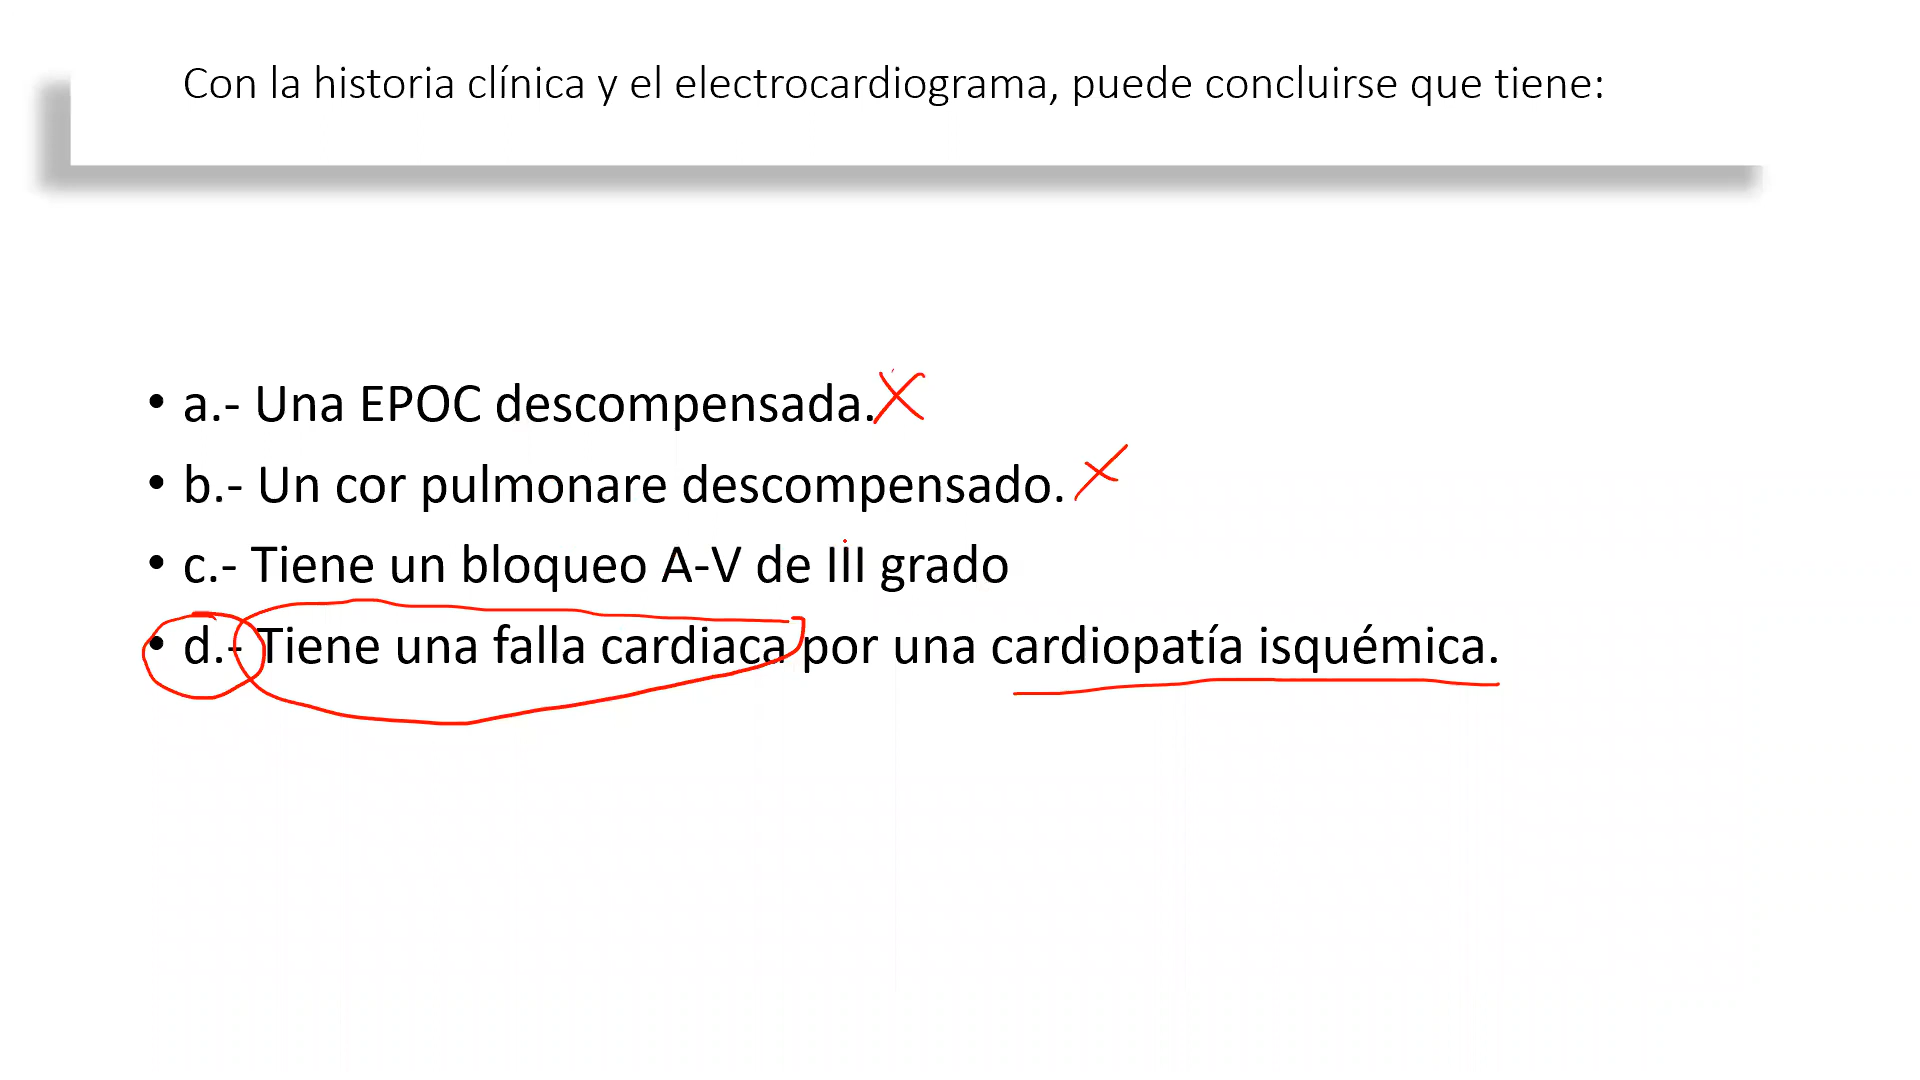 Con la historia clínica y el electrocardiograma, puede concluirse que tiene:
• a.- Una EPOC descompensada.
• b.- Un cor pulmonare descompensado.
• c.- Tiene un bloqueo A-V de III grado
• d.- Tiene una falla cardiaca por una cardiopatía isquémica.